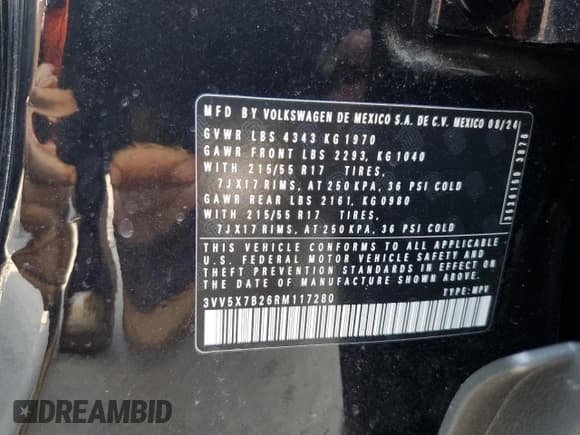 MFD BY VOLKSWAGEN DE MEXICO S.A. DE C.V. MEXICO 08/24
GVWR LBS 4343 KG 1970
GAWR FRONT LBS 2293, KG 1040
WITH 215/55 R17 TIRES,
7JX17 RIMS, AT 250 KPA, 36 PSI COLD
GAWR REAR LBS 2161, KG 0980
WITH 215/55 R17 TIRES,
7JX17 RIMS, AT 250 KPA, 36 PSI COLD
THIS VEHICLE CONFORMS TO ALL APPLICABLE
U.S. FEDERAL MOTOR VEHICLE SAFETY AND
THEFT PREVENTION STANDARDS IN EFFECT ON
THE DATE OF MANUFACTURE SHOWN ABOVE.
3VV5X7B26RM117280 TYPE: MPV
DREAMBID